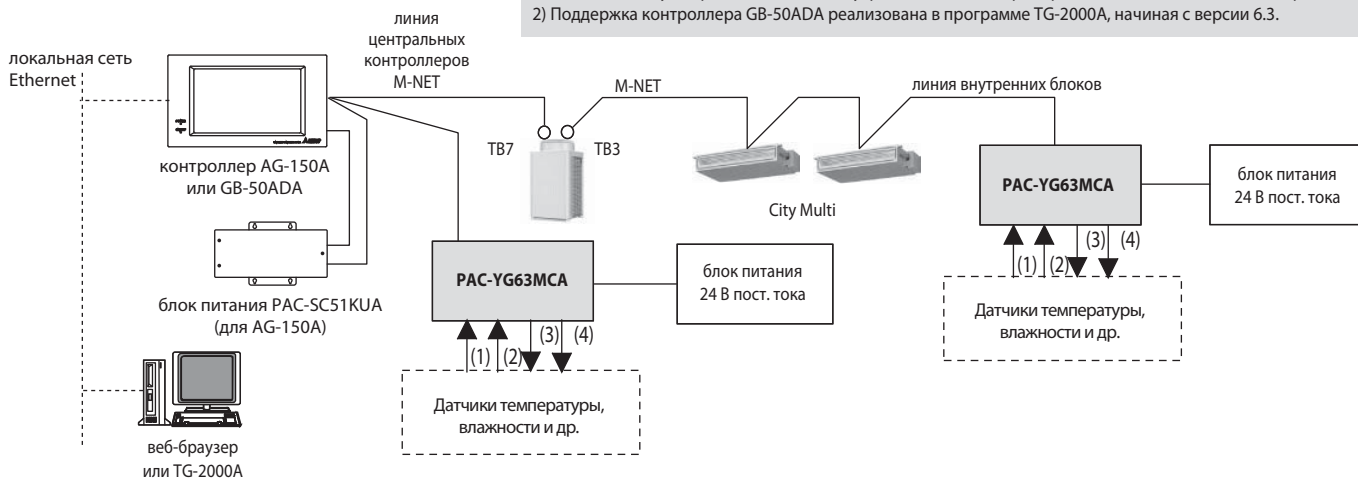 2) Поддержка контроллера GB-50ADA реализована в программе TG-2000A, начиная с версии 6.3.
линия
центральных
контроллеров
M-NET
локальная сеть
Ethernet
M-NET
линия внутренних блоков
TB7
TB3
контроллер AG-150A
или GB-50ADA
City Multi
PAC-YG63MCA
блок питания
24 В пост. тока
(1)
(2)
(3)
(4)
Датчики температуры,
влажности и др.
блок питания PAC-SC51KUA
(для AG-150A)
PAC-YG63MCA
блок питания
24 В пост. тока
(1)
(2)
(3)
(4)
Датчики температуры,
влажности и др.
веб-браузер
или TG-2000A